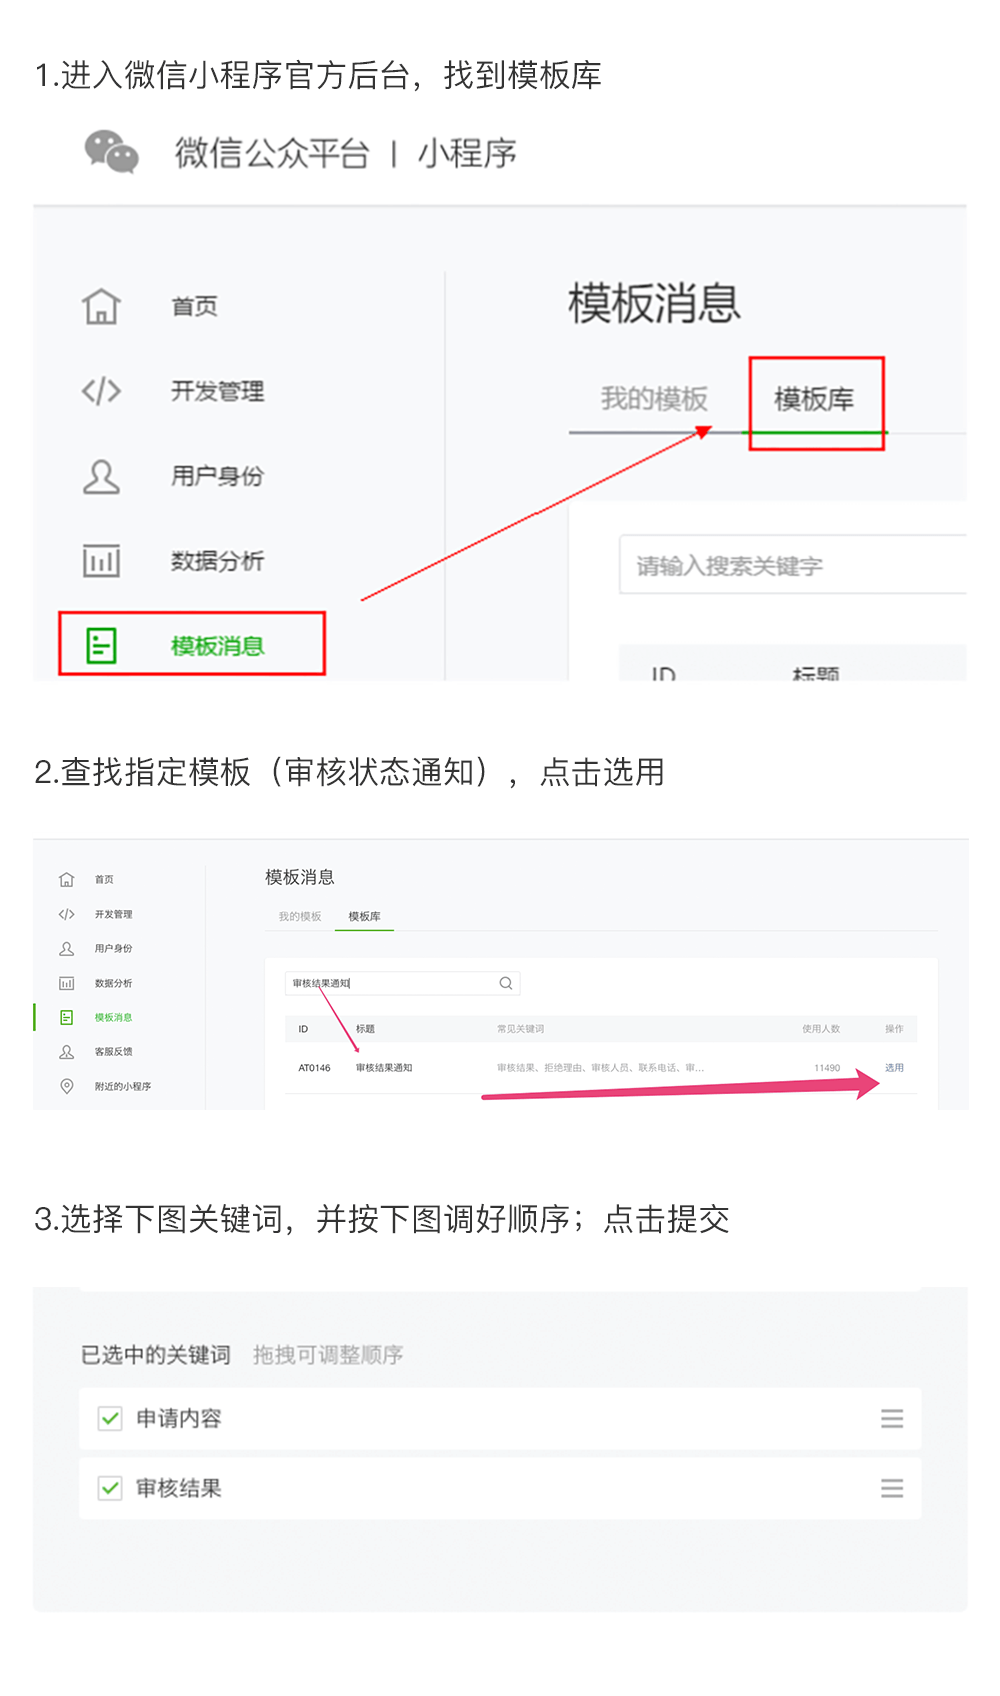 1.进入微信小程序官方后台，找到模板库
微信公众平台 | 小程序
首页
开发管理
用户身份
数据分析
模板消息
模板消息
我的模板 模板库
请输入搜索关键字
ID 标题
2.查找指定模板（审核状态通知），点击选用
首页
开发管理
用户身份
数据分析
模板消息
客服反馈
附近的小程序
模板消息
我的模板 模板库
审核结果通知
ID 标题 常见关键词 使用人数 操作
AT0146 审核结果通知 审核结果、拒绝理由、审核人员、联系电话、审... 11490 选用
3.选择下图关键词，并按下图调好顺序；点击提交
已选中的关键词 拖拽可调整顺序
申请内容
审核结果